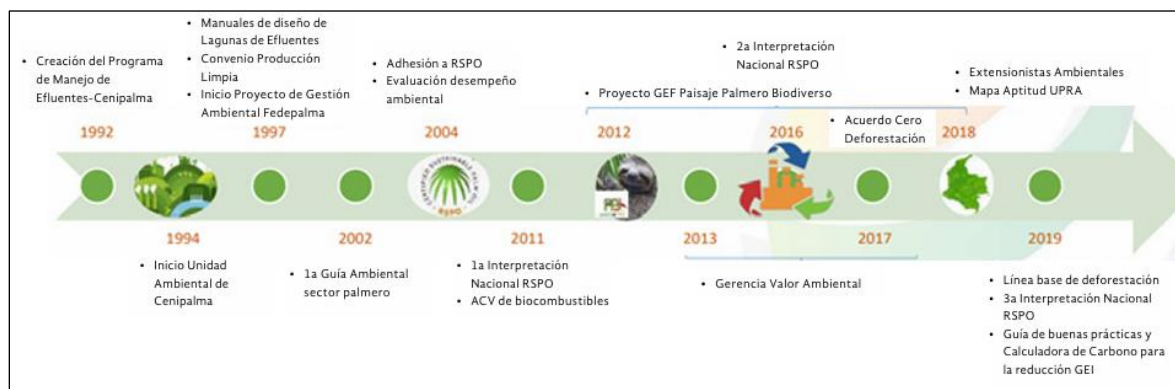 • Creación del Programa
de Manejo de
Efluentes-Cenipalma
1992
• Manuales de diseño de
Lagunas de Efluentes
• Convenio Producción
Limpia
• Inicio Proyecto de Gestión
Ambiental Fedepalma
1997
• Adhesión a RSPO
• Evaluación desempeño
ambiental
2004
• Proyecto GEF Paisaje Palmero Biodiverso
2012
• 2a Interpretación
Nacional RSPO
2016
• Acuerdo Cero
Deforestación
• Extensionistas Ambientales
• Mapa Aptitud UPRA
2018
CERTIFIED SUSTAINABLE PALM OIL
RSPO
1994
• Inicio Unidad
Ambiental de
Cenipalma
2002
• 1a Guía Ambiental
sector palmero
2011
• 1a Interpretación
Nacional RSPO
• ACV de biocombustibles
2013
2017
• Gerencia Valor Ambiental
2019
• Línea base de deforestación
• 3a Interpretación Nacional
RSPO
• Guía de buenas prácticas y
Calculadora de Carbono para
la reducción GEI